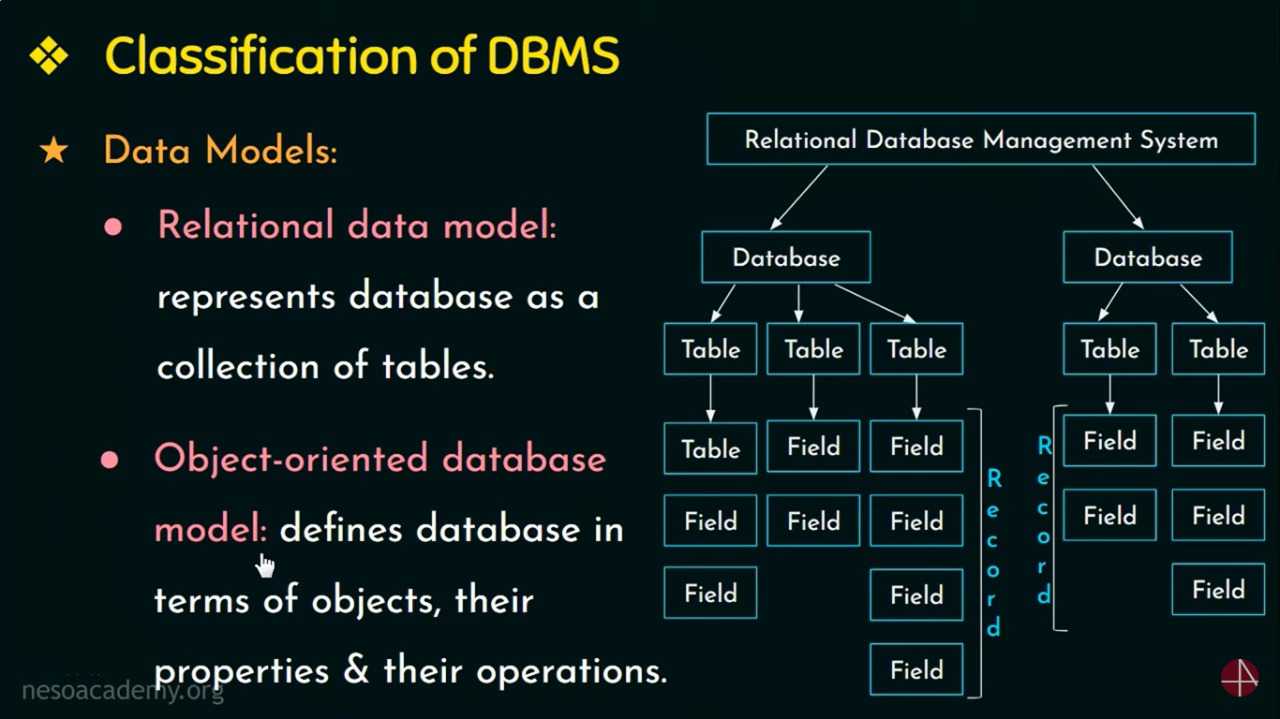 Classification of DBMS
Data Models:
Relational data model:
represents database as a
collection of tables.
Object-oriented database
model: defines database in
terms of objects, their
properties & their operations.
nesoacademy.org
Relational Database Management System
Database Database
Table Table Table Table Table
Table Field Field Field Field
Field Field Field Field Field
Field Field Field
Field
Record
Record